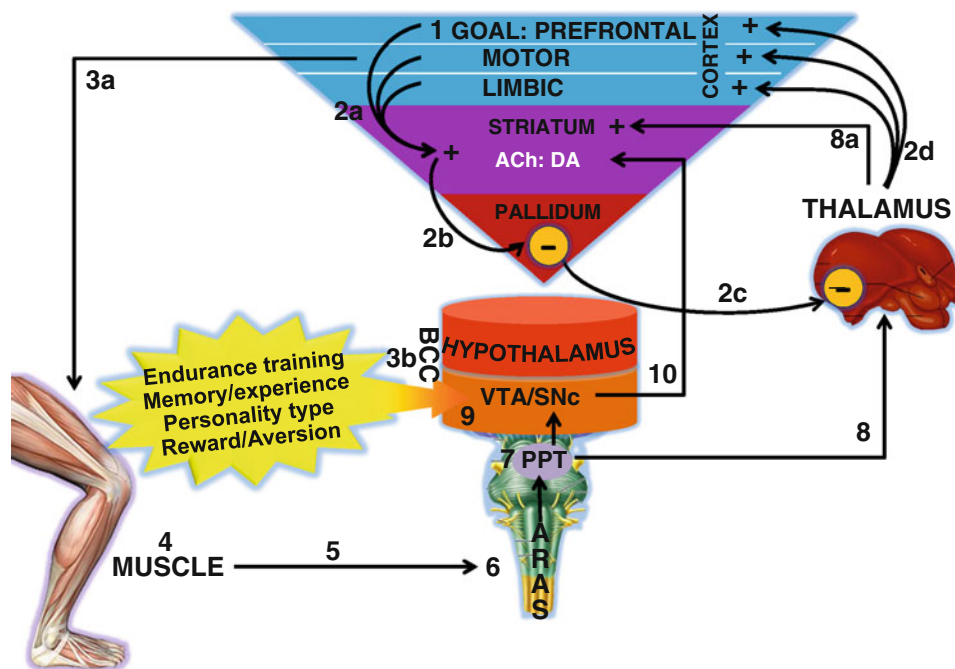 1 GOAL: PREFRONTAL +
MOTOR +
LIMBIC +
CORTEX
3a
2a
STRIATUM +
+ ACh: DA
8a
2d
THALAMUS
PALLIDUM
2b
-
-
2c
BCC
3b
HYPOTHALAMUS
Endurance training
Memory/experience
Personality type
Reward/Aversion
VTA/SNc
10
9
8
7 PPT
4
MUSCLE
5
6
ARAS